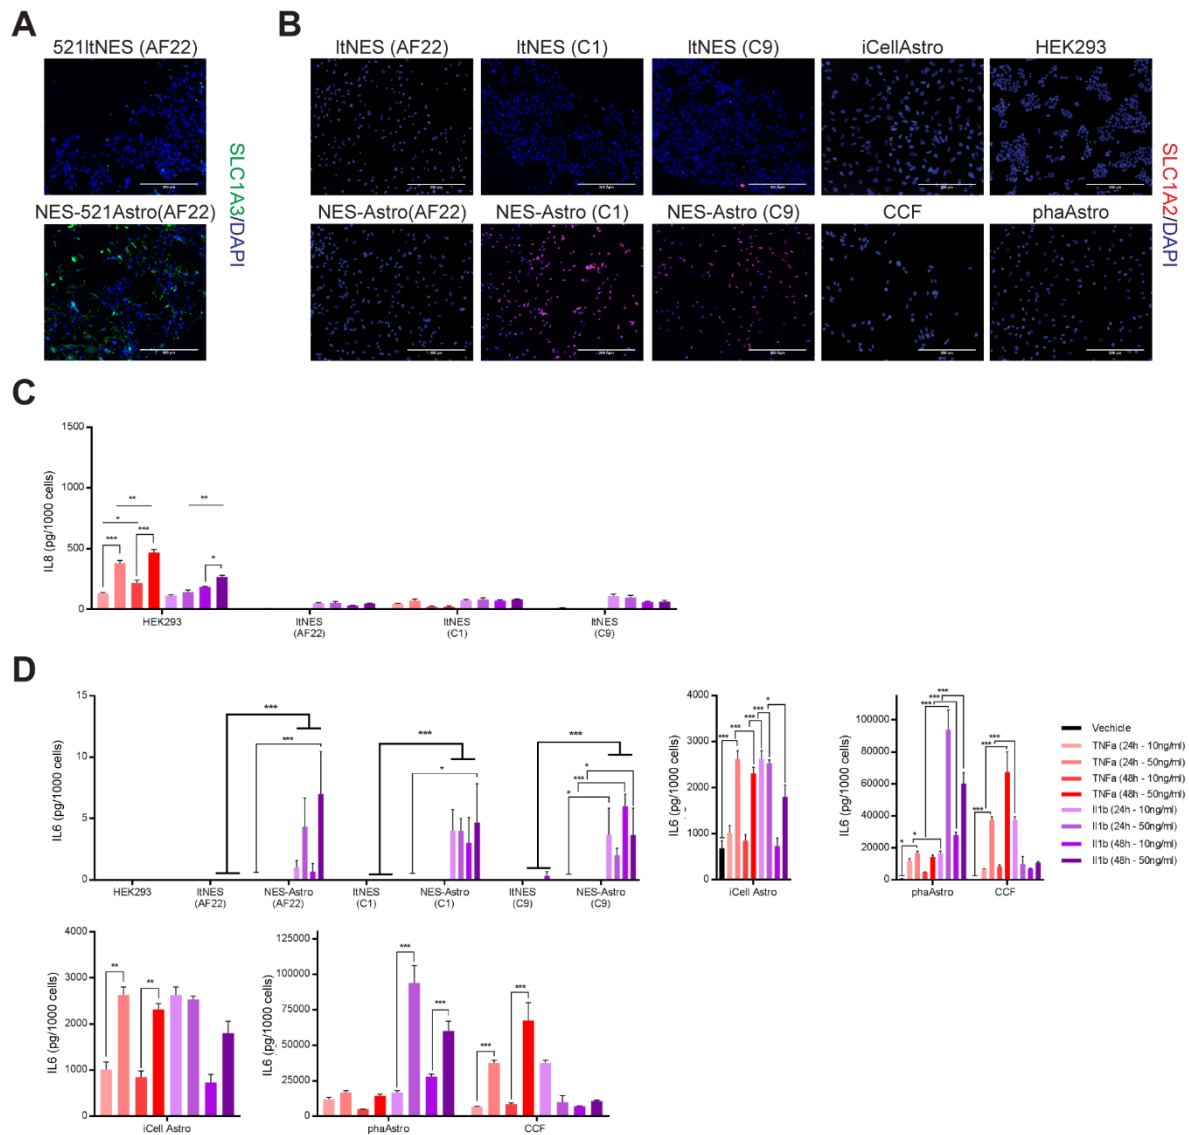 A
B
521ltNES (AF22)
SLC1A3/DAPI
NES-521Astro(AF22)
ltNES (AF22)
ltNES (C1)
ltNES (C9)
iCellAstro
HEK293
SLC1A2/DAPI
NES-Astro(AF22)
NES-Astro (C1)
NES-Astro (C9)
CCF
phaAstro
C
IL8 (pg/1000 cells)
1500
1000
500
0
*** * ** *** * **
HEK293
ltNES
(AF22)
ltNES
(C1)
ltNES
(C9)
D
IL6 (pg/1000 cells)
15
10
5
0
*** *** *** * *** * *** *
HEK293
ltNES
(AF22)
NES-Astro
(AF22)
ltNES
(C1)
NES-Astro
(C1)
ltNES
(C9)
NES-Astro
(C9)
IL6 (pg/1000 cells)
4000
3000
2000
1000
0
*** *** *** *** *
iCell Astro
IL6 (pg/1000 cells)
100000
80000
60000
40000
20000
0
* * *** *** *** *** *** ***
phaAstro
CCF
Vechicle
TNFa (24h - 10ng/ml)
TNFa (24h - 50ng/ml)
TNFa (48h - 10ng/ml)
TNFa (48h - 50ng/ml)
Il1b (24h - 10ng/ml)
Il1b (24h - 50ng/ml)
Il1b (48h - 10ng/ml)
Il1b (48h - 50ng/ml)
IL6 (pg/1000 cells)
4000
3000
2000
1000
0
** **
iCell Astro
IL6 (pg/1000 cells)
125000
100000
75000
50000
25000
0
*** *** *** ***
phaAstro
CCF